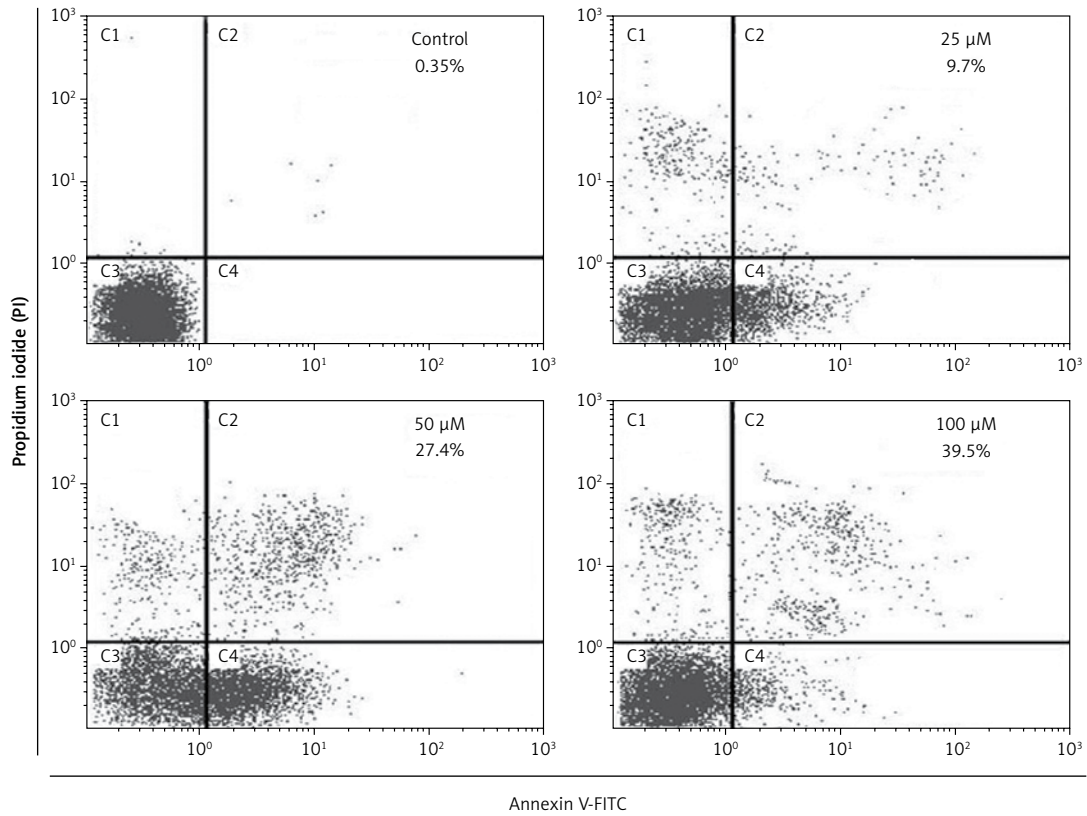 Propidium iodide (PI)
10³
C1 C2 Control
0.35%
10²
10¹
10⁰
C3 C4
10⁰ 10¹ 10² 10³
10³
C1 C2 25 µM
9.7%
10²
10¹
10⁰
C3 C4
10⁰ 10¹ 10² 10³
10³
C1 C2 50 µM
27.4%
10²
10¹
10⁰
C3 C4
10⁰ 10¹ 10² 10³
10³
C1 C2 100 µM
39.5%
10²
10¹
10⁰
C3 C4
10⁰ 10¹ 10² 10³
Annexin V-FITC